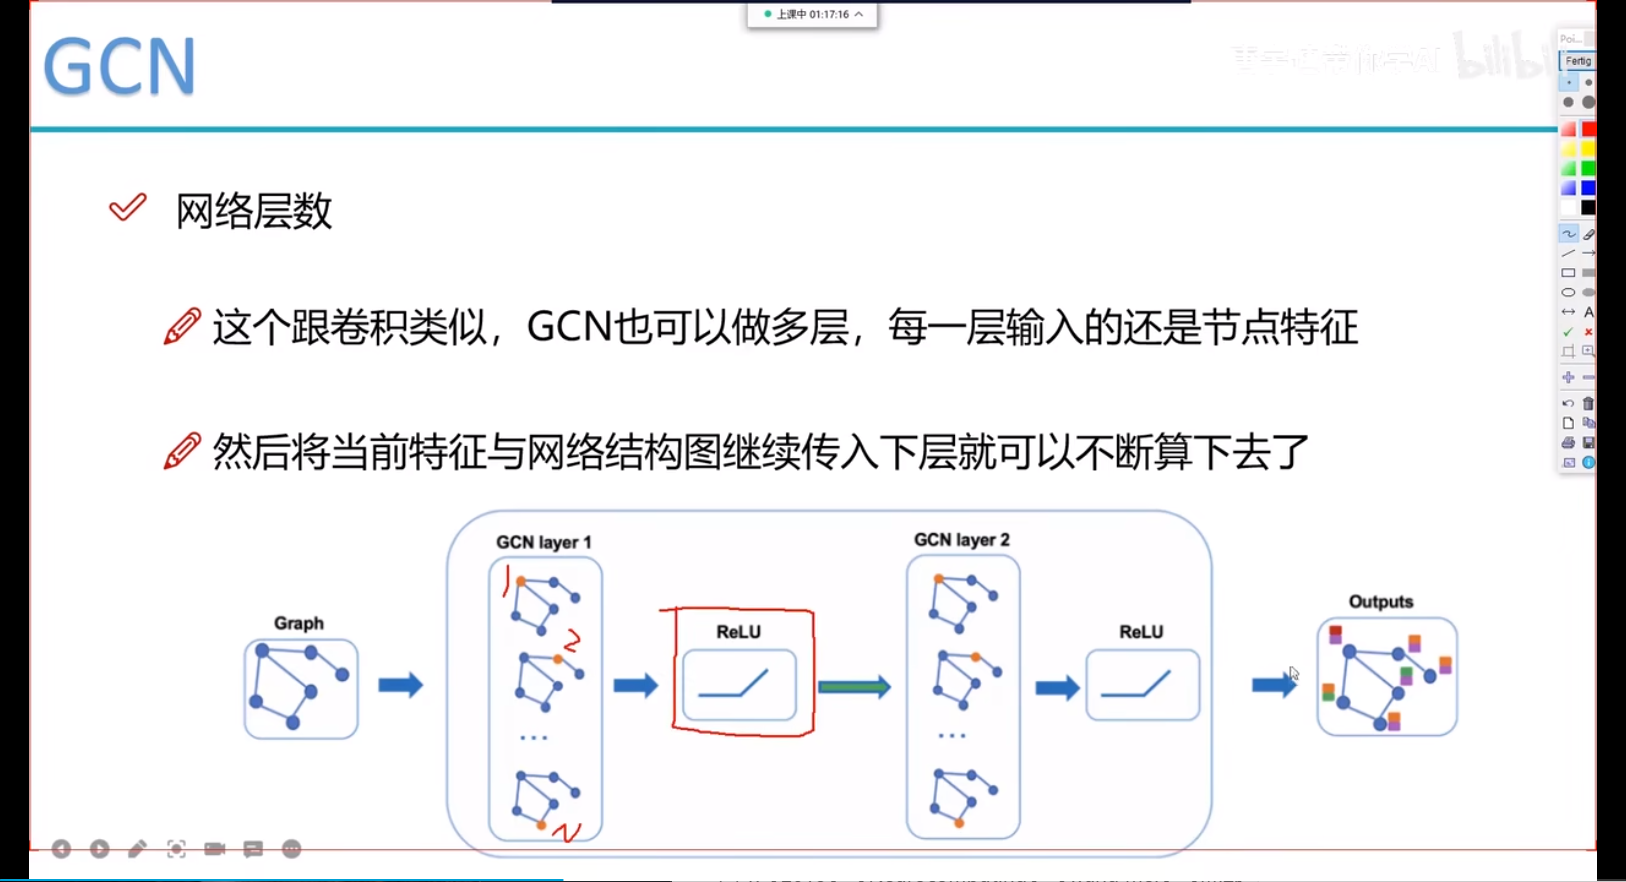 上课中 01:17:16
GCN
bilibili
Poi...
Fertig
网络层数
这个跟卷积类似，GCN也可以做多层，每一层输入的还是节点特征
然后将当前特征与网络结构图继续传入下层就可以不断算下去了
GCN layer 1
GCN layer 2
Graph
ReLU
ReLU
Outputs
1
2
...
...
N
A